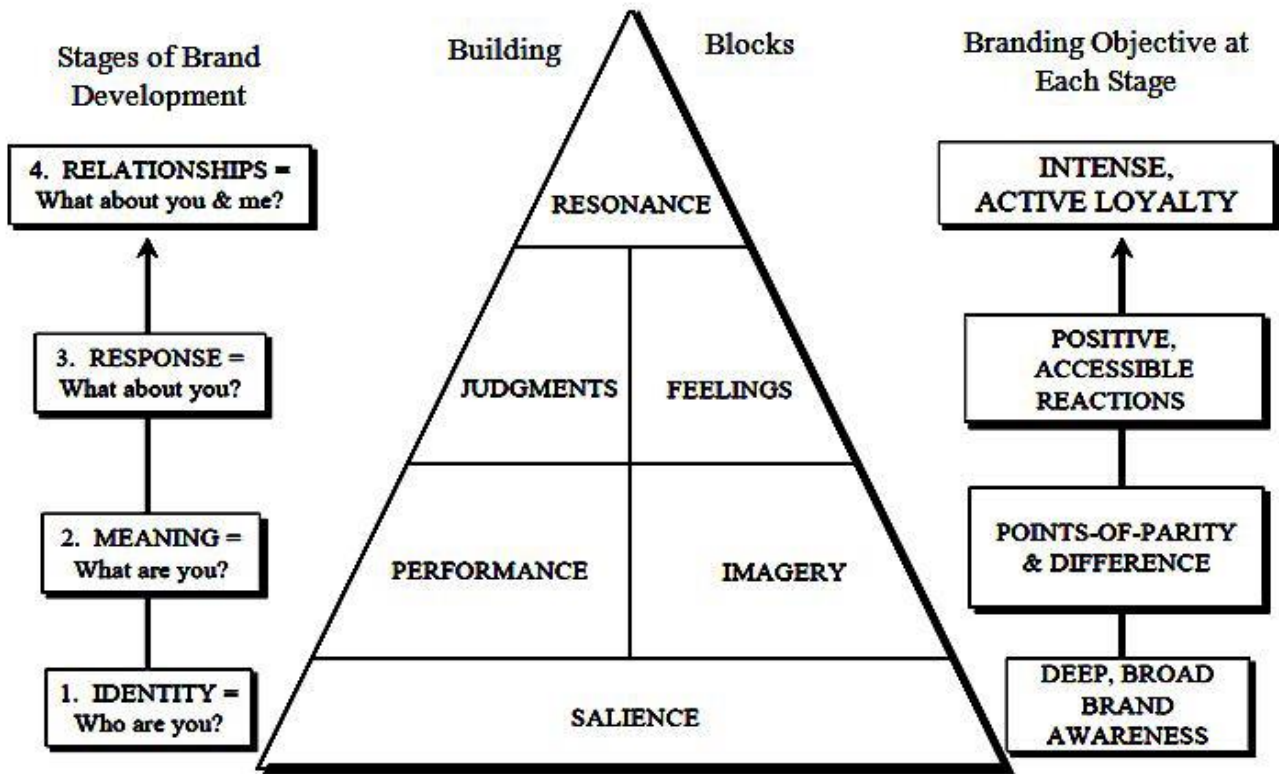 Stages of Brand
Development
Building
Blocks
Branding Objective at
Each Stage
4. RELATIONSHIPS =
What about you & me?
3. RESPONSE =
What about you?
2. MEANING =
What are you?
1. IDENTITY =
Who are you?
RESONANCE
JUDGMENTS
FEELINGS
PERFORMANCE
IMAGERY
SALIENCE
INTENSE,
ACTIVE LOYALTY
POSITIVE,
ACCESSIBLE
REACTIONS
POINTS-OF-PARITY
& DIFFERENCE
DEEP, BROAD
BRAND
AWARENESS